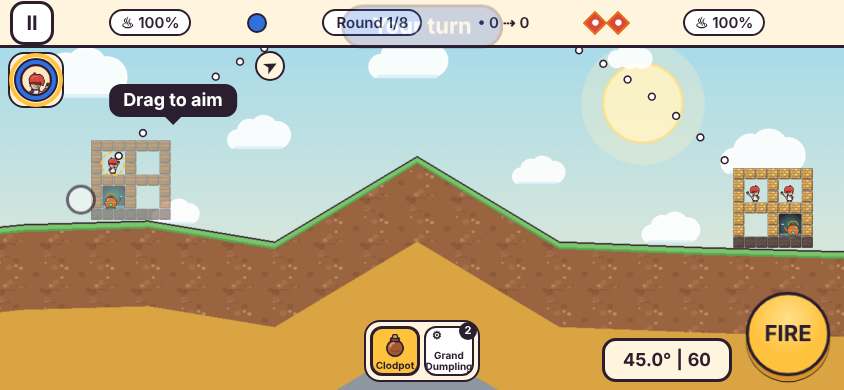 100%
Round 1/8
Your turn
• 0 ⇢ 0
100%
Drag to aim
Clodpot
2
Grand
Dumpling
45.0° | 60
FIRE